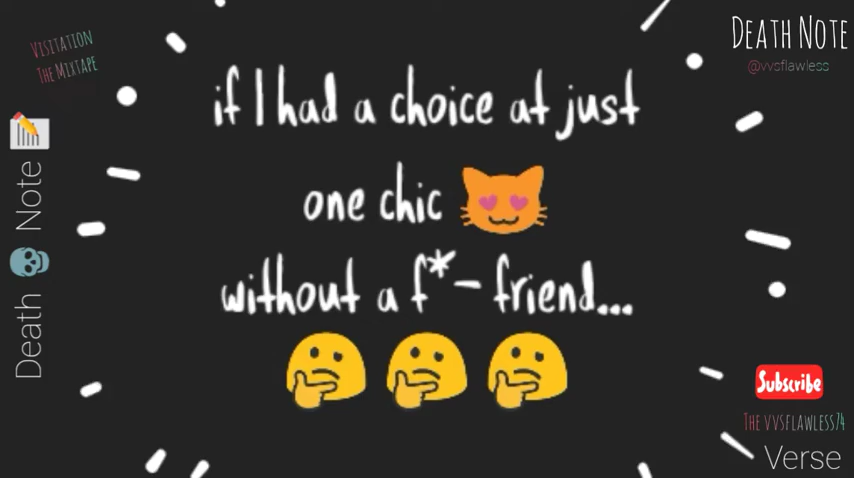 Visitation
The Mixtape
Death Note
@vvsflawless
if I had a choice at just
one chic
without a f*- friend...
Death Note
Subscribe
The vvsflawless74
Verse